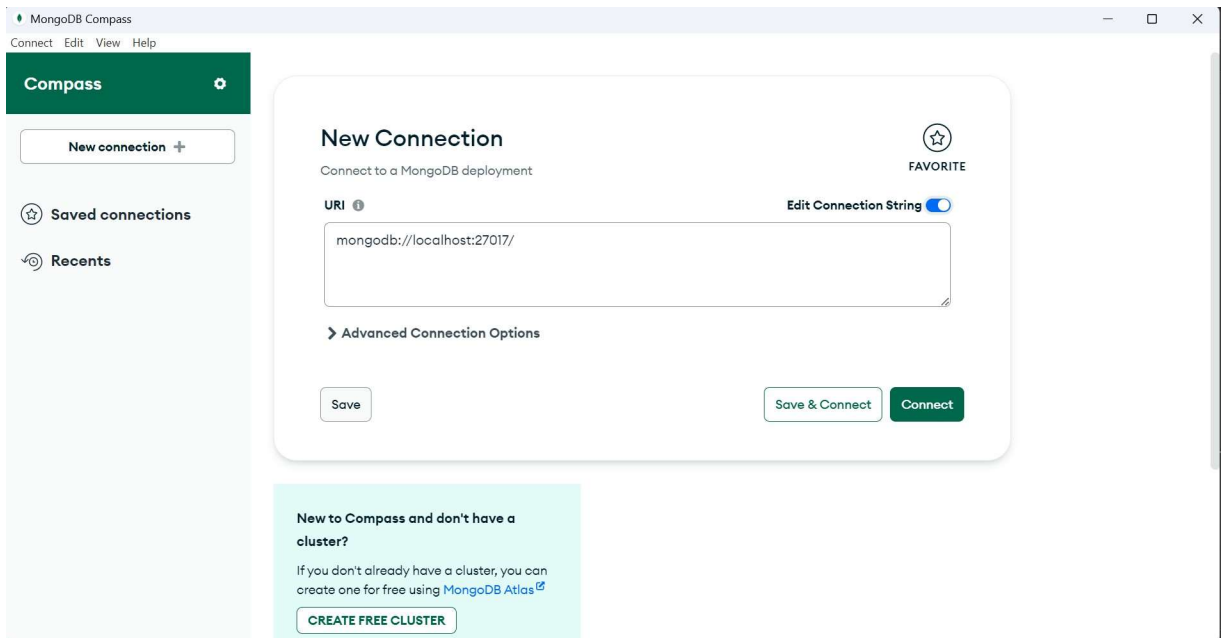 MongoDB Compass
Connect Edit View Help
Compass
New connection
Saved connections
Recents
New Connection
Connect to a MongoDB deployment
FAVORITE
URI
Edit Connection String
mongodb://localhost:27017/
Advanced Connection Options
Save
Save & Connect
Connect
New to Compass and don't have a
cluster?
If you don't already have a cluster, you can
create one for free using MongoDB Atlas
CREATE FREE CLUSTER